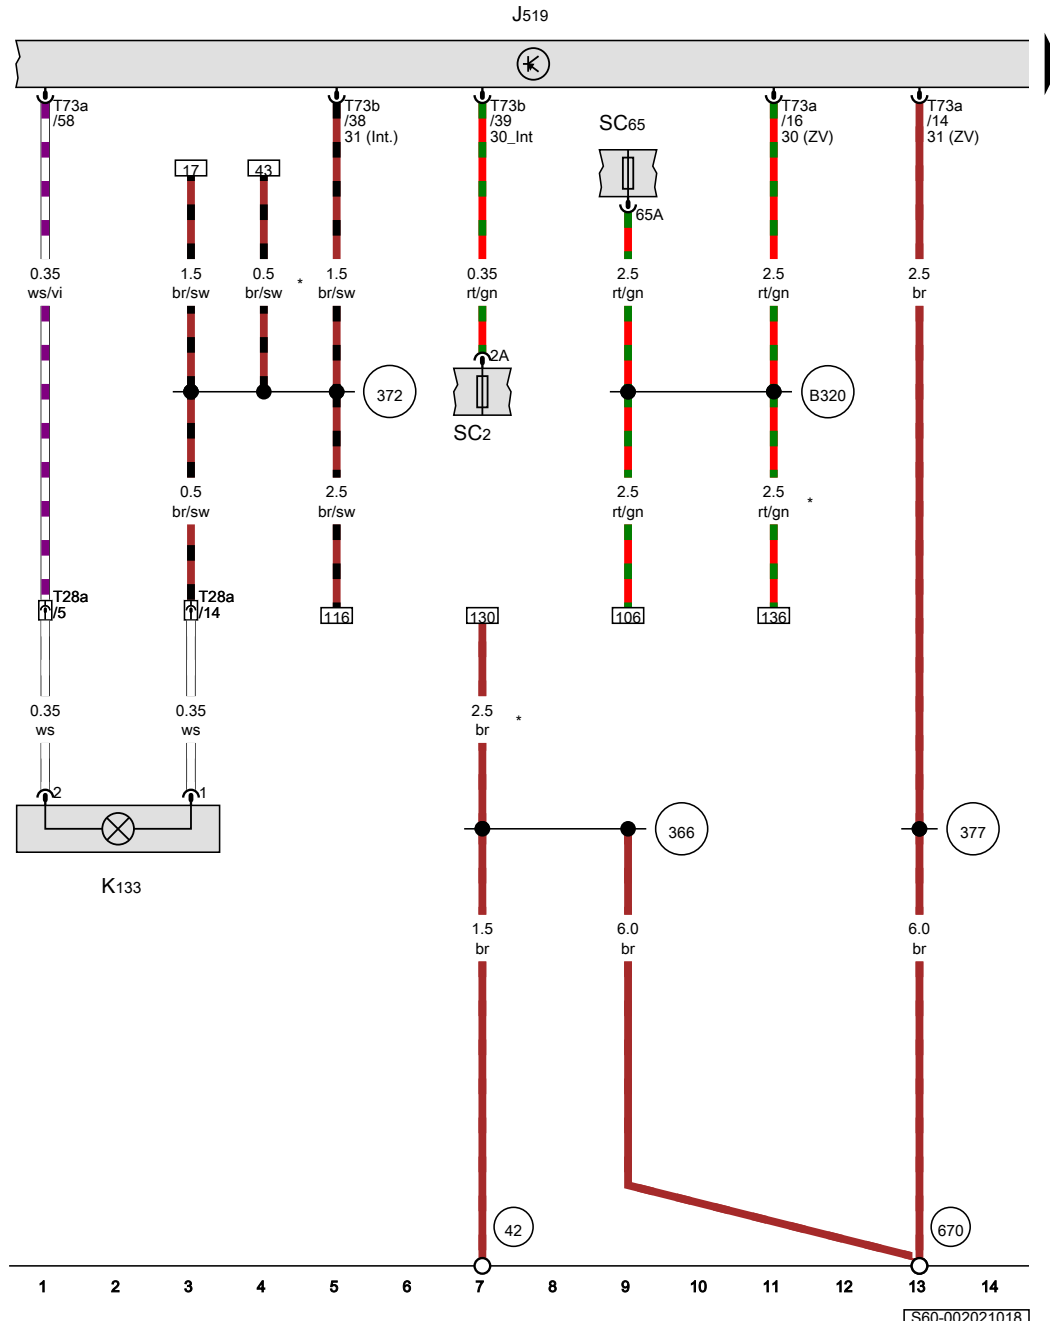 J519
T73a
/58
T73b
/38
31 (Int.)
T73b
/39
30_Int
SC65
T73a
/16
30 (ZV)
T73a
/14
31 (ZV)
17
43
65A
0.35
ws/vi
1.5
br/sw
0.5
br/sw
*
1.5
br/sw
0.35
rt/gn
2.5
rt/gn
2.5
rt/gn
2.5
br
2A
372
B320
SC2
0.5
br/sw
2.5
br/sw
2.5
rt/gn
2.5
rt/gn
*
T28a
/5
T28a
/14
116
130
106
136
0.35
ws
0.35
ws
2.5
br
*
2
1
366
377
K133
1.5
br
6.0
br
6.0
br
42
670
1 2 3 4 5 6 7 8 9 10 11 12 13 14
S60-002021018